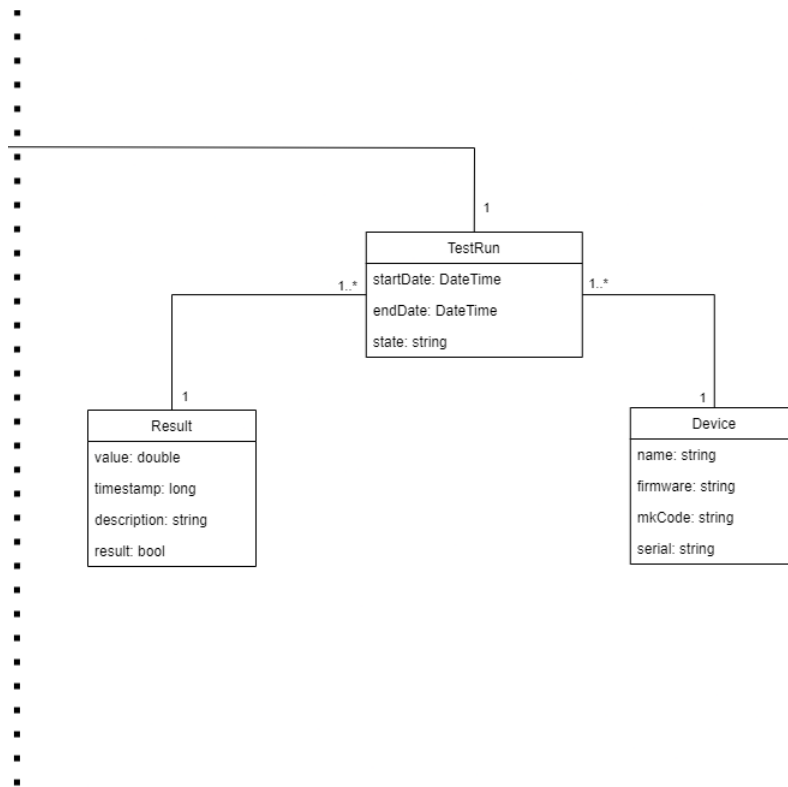 1
TestRun
startDate: DateTime
endDate: DateTime
state: string
1..*
1..*
1
Result
value: double
timestamp: long
description: string
result: bool
1
Device
name: string
firmware: string
mkCode: string
serial: string